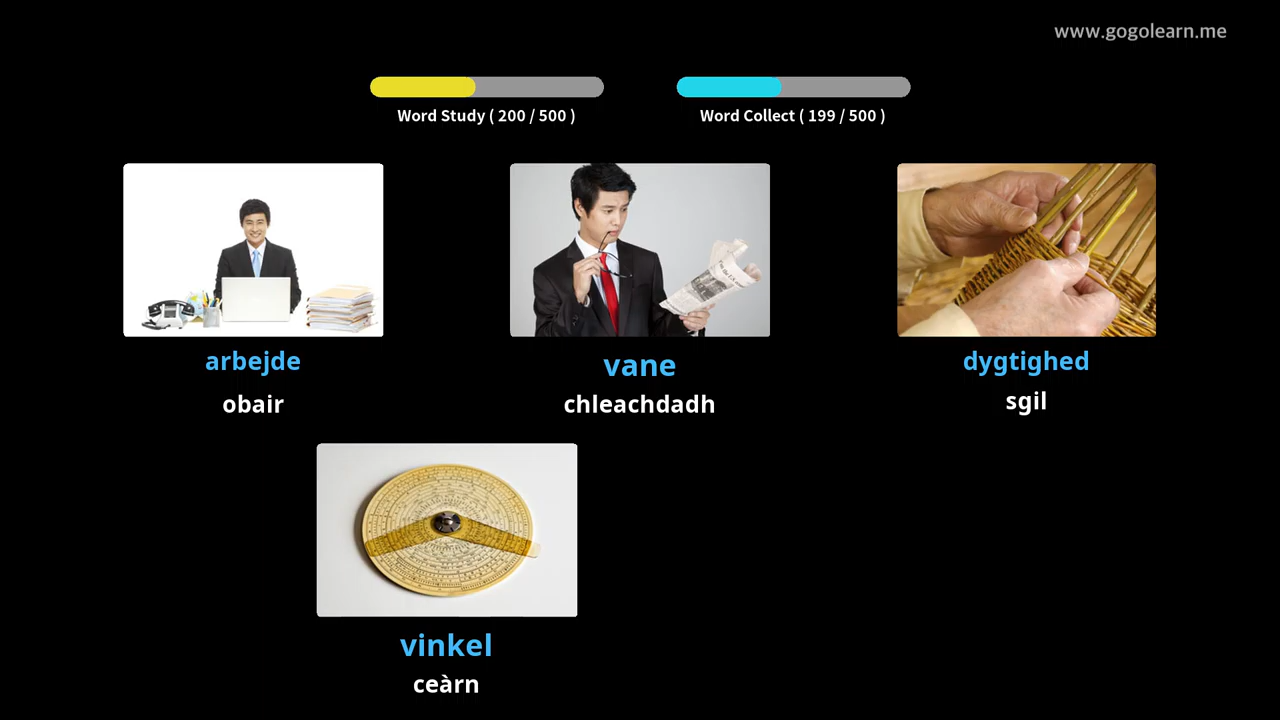 www.gogolearn.me
Word Study ( 200 / 500 )
Word Collect ( 199 / 500 )
arbejde
vane
dygtighed
obair
chleachdadh
sgil
vinkel
ceàrn